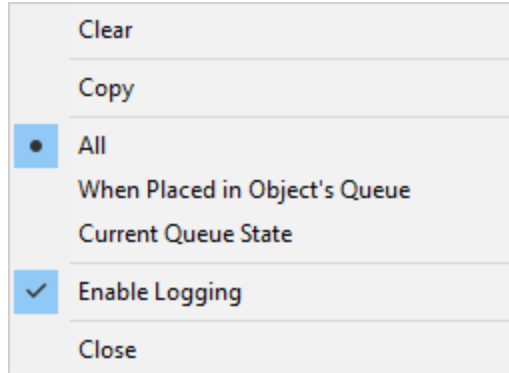 Clear
Copy
All
When Placed in Object's Queue
Current Queue State
Enable Logging
Close